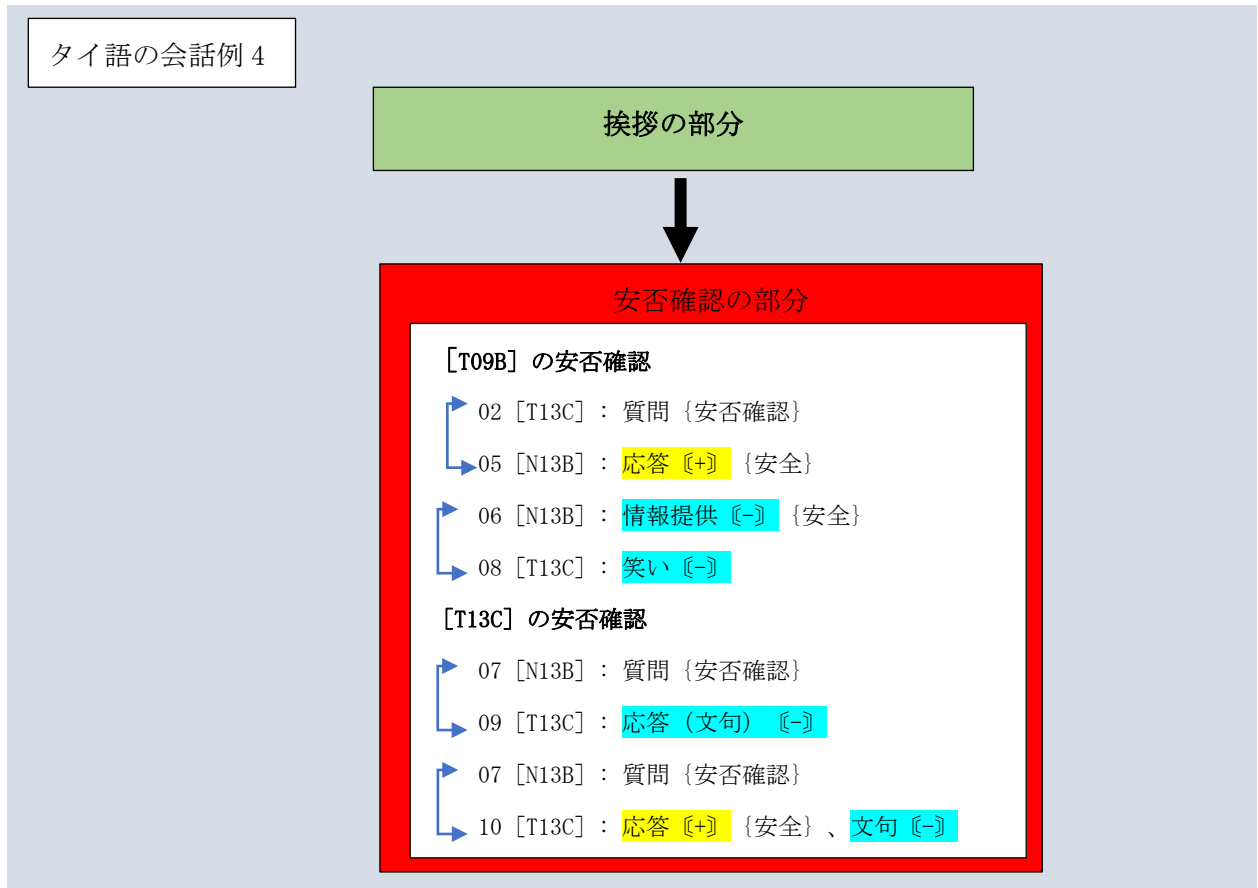 タイ語の会話例 4
挨拶の部分
安否確認の部分
［T09B］の安否確認
02［T13C］：質問｛安否確認｝
05［N13B］：応答〔+〕｛安全｝
06［N13B］：情報提供〔-〕｛安全｝
08［T13C］：笑い〔-〕
［T13C］の安否確認
07［N13B］：質問｛安否確認｝
09［T13C］：応答（文句）〔-〕
07［N13B］：質問｛安否確認｝
10［T13C］：応答〔+〕｛安全｝、文句〔-〕